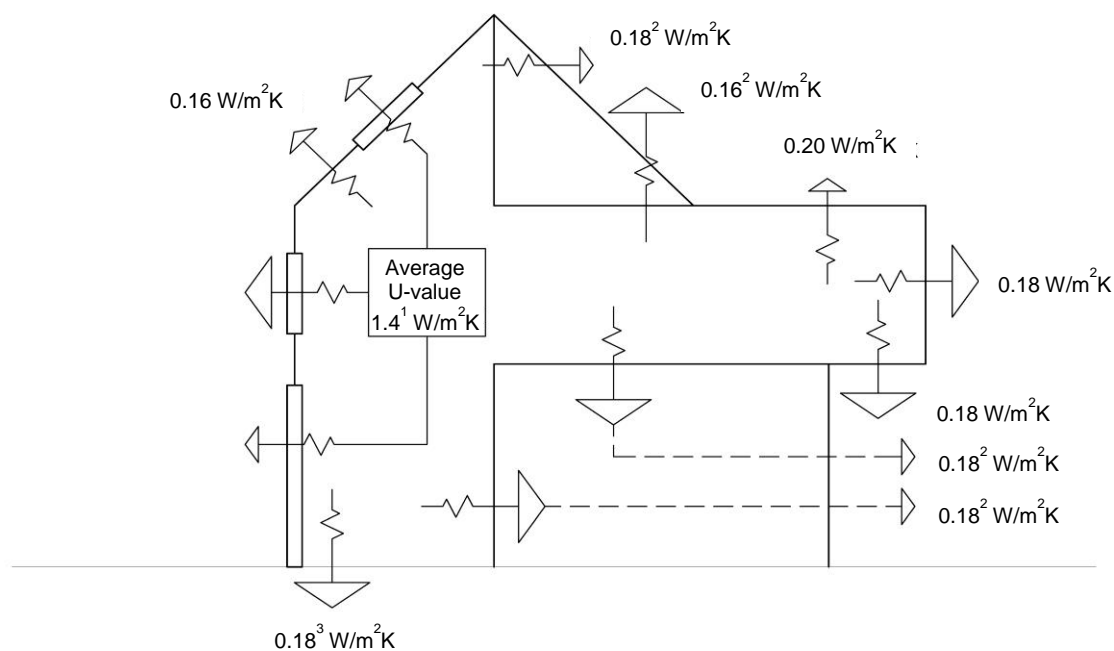 0.18² W/m²K
0.16 W/m²K
0.16² W/m²K
0.20 W/m²K
Average
U-value
1.4¹ W/m²K
0.18 W/m²K
0.18 W/m²K
0.18² W/m²K
0.18² W/m²K
0.18³ W/m²K